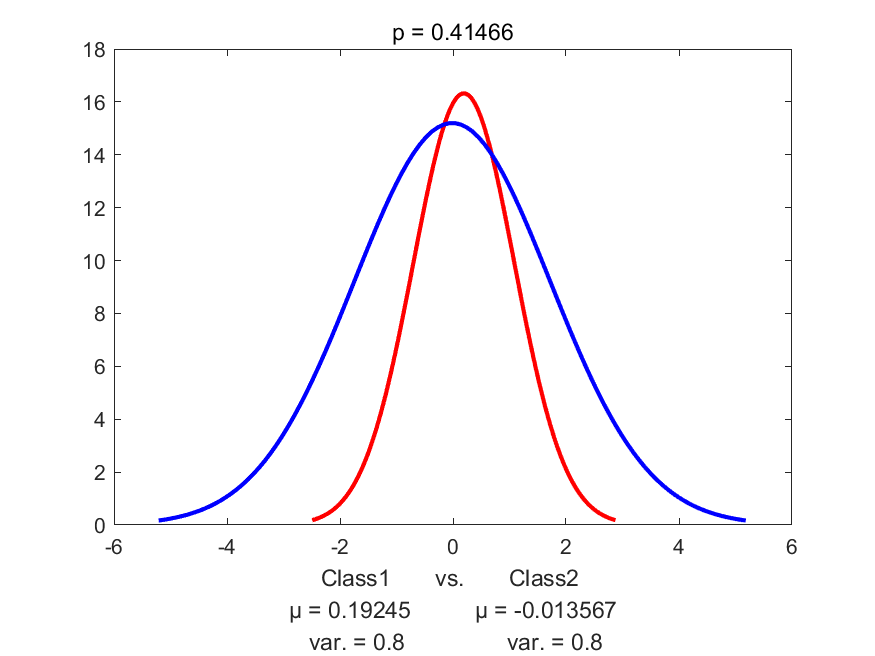 p = 0.41466
18
16
14
12
10
8
6
4
2
0
-6 -4 -2 0 2 4 6
Class1 vs. Class2
μ = 0.19245 μ = -0.013567
var. = 0.8 var. = 0.8